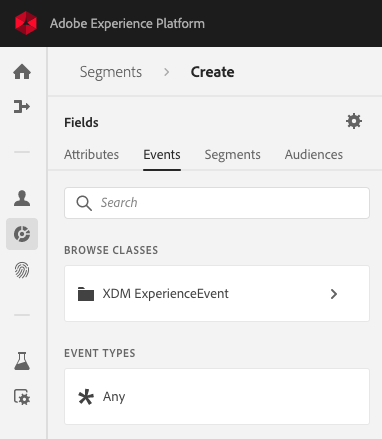 Adobe Experience Platform
Segments > Create
Fields
Attributes Events Segments Audiences
Search
BROWSE CLASSES
XDM ExperienceEvent
EVENT TYPES
Any